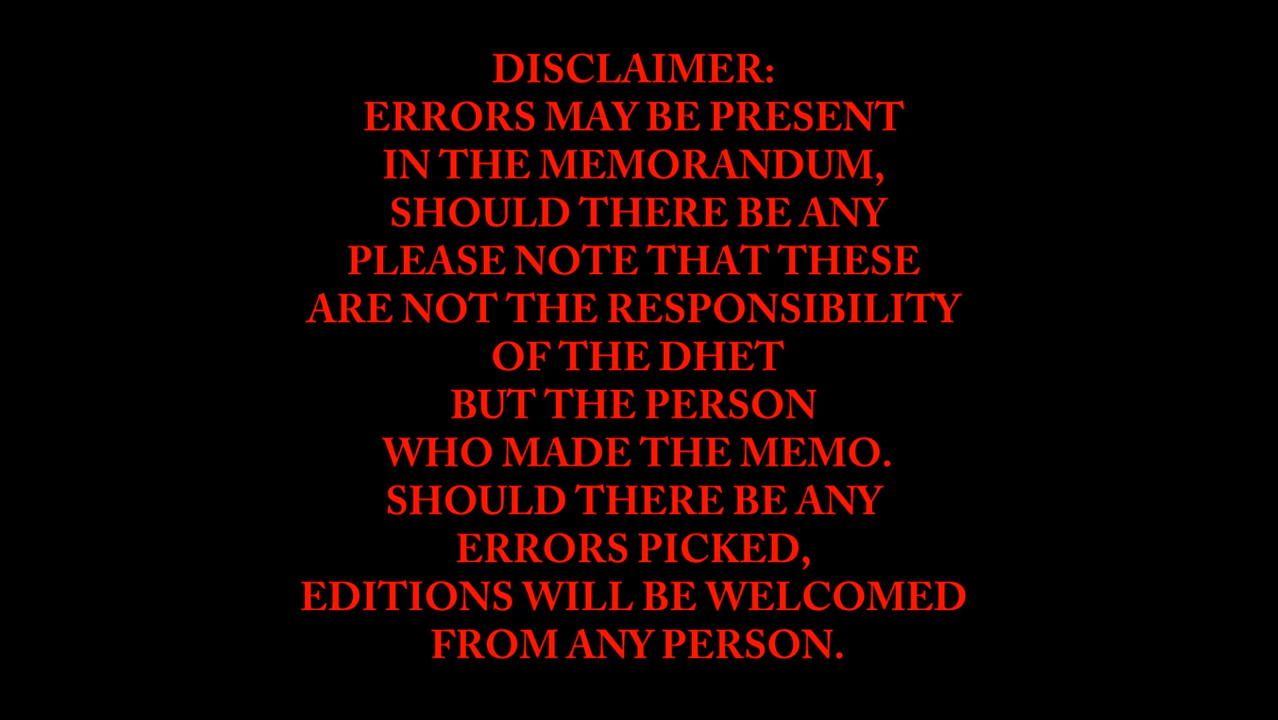 DISCLAIMER:
ERRORS MAY BE PRESENT
IN THE MEMORANDUM,
SHOULD THERE BE ANY
PLEASE NOTE THAT THESE
ARE NOT THE RESPONSIBILITY
OF THE DHET
BUT THE PERSON
WHO MADE THE MEMO.
SHOULD THERE BE ANY
ERRORS PICKED,
EDITIONS WILL BE WELCOMED
FROM ANY PERSON.